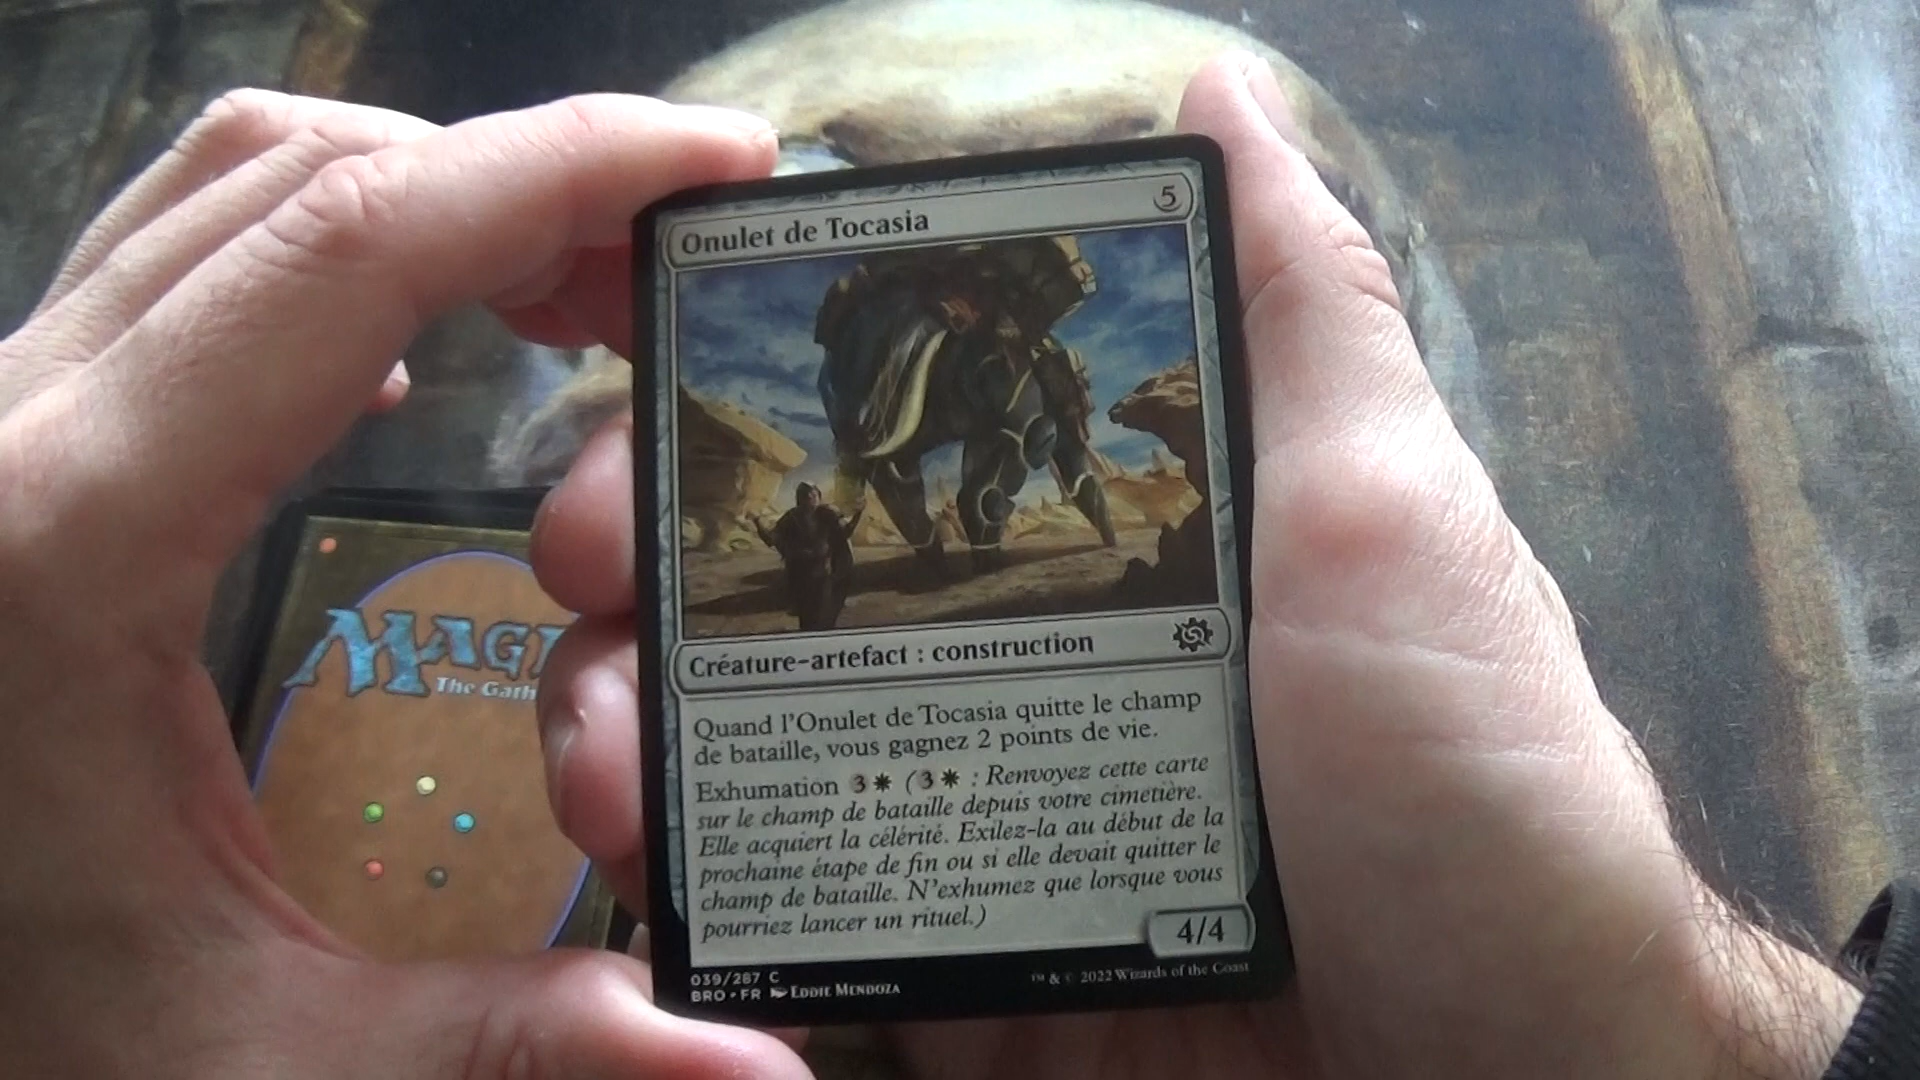 Onulet de Tocasia 5
Créature-artefact : construction
Quand l'Onulet de Tocasia quitte le champ
de bataille, vous gagnez 2 points de vie.
Exhumation 3 (3 : Renvoyez cette carte
sur le champ de bataille depuis votre cimetière.
Elle acquiert la célérité. Exilez-la au début de la
prochaine étape de fin ou si elle devait quitter le
champ de bataille. N'exhumez que lorsque vous
pourriez lancer un rituel.)
4/4
039/287 C
BRO • FR EDDIE MENDOZA
™ & © 2022 Wizards of the Coast
MAGI
The Gath